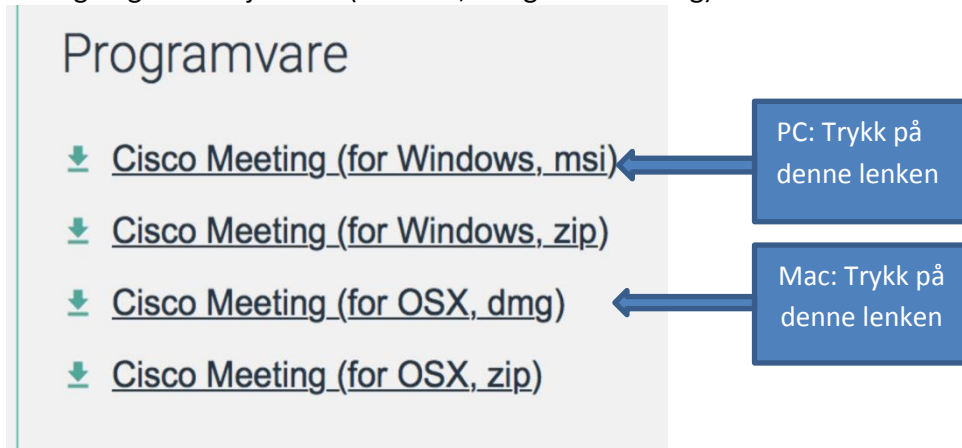 Programvare
Cisco Meeting (for Windows, msi)
PC: Trykk på
denne lenken
Cisco Meeting (for Windows, zip)
Cisco Meeting (for OSX, dmg)
Mac: Trykk på
denne lenken
Cisco Meeting (for OSX, zip)